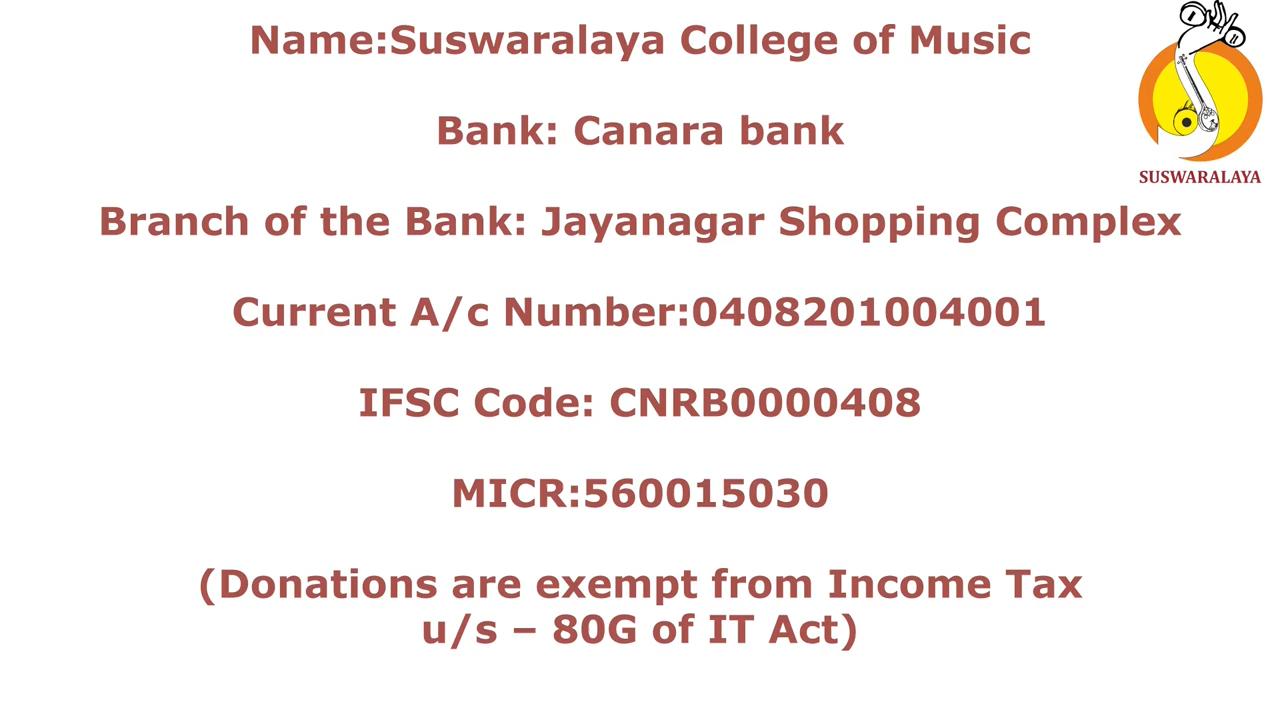 Name:Suswaralaya College of Music
Bank: Canara bank
SUSWARALAYA
Branch of the Bank: Jayanagar Shopping Complex
Current A/c Number:0408201004001
IFSC Code: CNRB0000408
MICR:560015030
(Donations are exempt from Income Tax
u/s – 80G of IT Act)